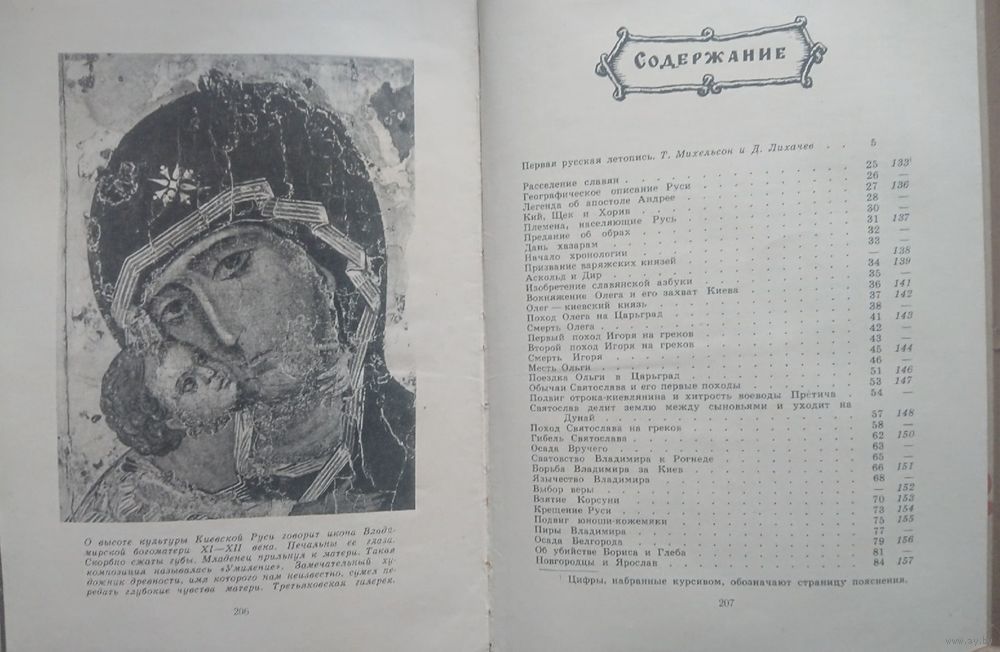 О высоте культуры Киевской Руси говорит икона Влади-
мирской богоматери XI—XII века. Печальны ее глаза.
Скорбно сжаты губы. Младенец прильнул к матери. Такая
композиция называлась «Умиление». Замечательный ху-
дожник древности, имя которого нам неизвестно, сумел пе-
редать глубокие чувства матери. Третьяковская галерея.
206
СОДЕРЖАНИЕ
Первая русская летопись. Т. Михельсон и Д. Лихачев . . 5
Расселение славян 25 133¹
Географическое описание Руси 26 —
Легенда об апостоле Андрее 27 136
Кий, Щек и Хорив 28 —
Племена, населяющие Русь 30 —
Предание об обрах 31 137
Дань хазарам 32 —
Начало хронологии 33 —
Призвание варяжских князей — 138
Аскольд и Дир 34 139
Изобретение славянской азбуки 35 —
Вокняжение Олега и его захват Киева 36 141
Олег — киевский князь 37 142
Поход Олега на Царьград 38 —
Смерть Олега 41 143
Первый поход Игоря на греков 42 —
Второй поход Игоря на греков 43 —
Смерть Игоря 45 144
Месть Ольги 46 —
Поездка Ольги в Царьград 51 146
Обычаи Святослава и его первые походы 53 147
Подвиг отрока-киевлянина и хитрость воеводы Претича . 54 —
Святослав делит землю между сыновьями и уходит на
Дунай 57 148
Поход Святослава на греков 58 —
Гибель Святослава 62 150
Осада Вручего 63 —
Сватовство Владимира к Рогнеде 65 —
Борьба Владимира за Киев 66 151
Язычество Владимира 68 —
Выбор веры — 152
Взятие Корсуни 70 153
Крещение Руси 73 154
Подвиг юноши-кожемяки 75 155
Пиры Владимира 77 —
Осада Белгорода 79 156
Об убийстве Бориса и Глеба 81 —
Новгородцы и Ярослав 84 157
¹ Цифры, набранные курсивом, обозначают страницу пояснения.
207
www.ay.by